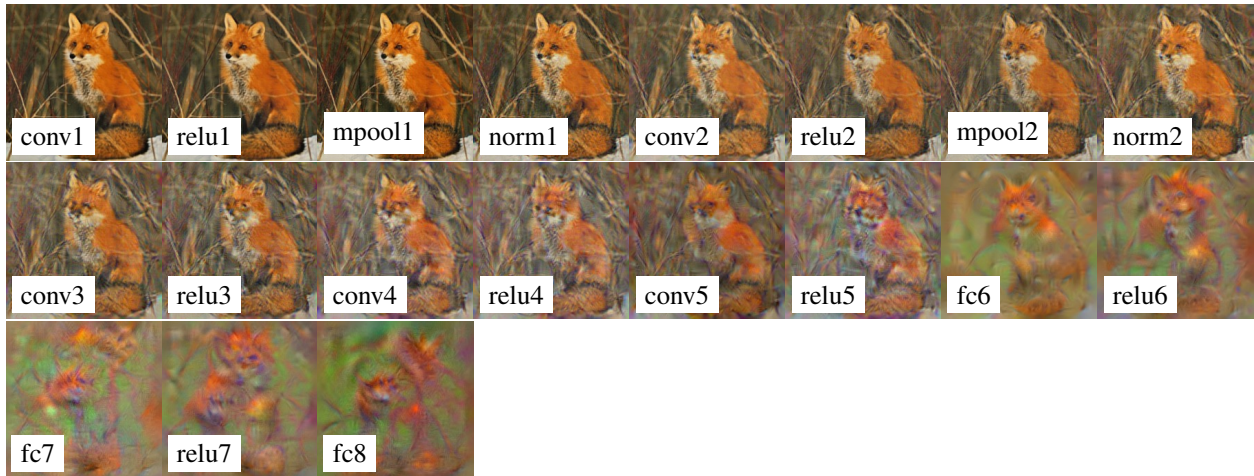 conv1 relu1 mpool1 norm1 conv2 relu2 mpool2 norm2
conv3 relu3 conv4 relu4 conv5 relu5 fc6 relu6
fc7 relu7 fc8